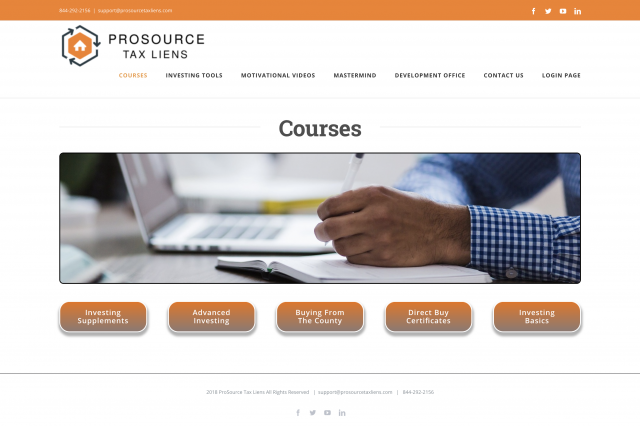 844-292-2156 | support@prosourcetaxliens.com
PROSOURCE
TAX LIENS
COURSES INVESTING TOOLS MOTIVATIONAL VIDEOS MASTERMIND DEVELOPMENT OFFICE CONTACT US LOGIN PAGE
Courses
Investing
Supplements
Advanced
Investing
Buying From
The County
Direct Buy
Certificates
Investing
Basics
2018 ProSource Tax Liens All Rights Reserved | support@prosourcetaxliens.com | 844-292-2156